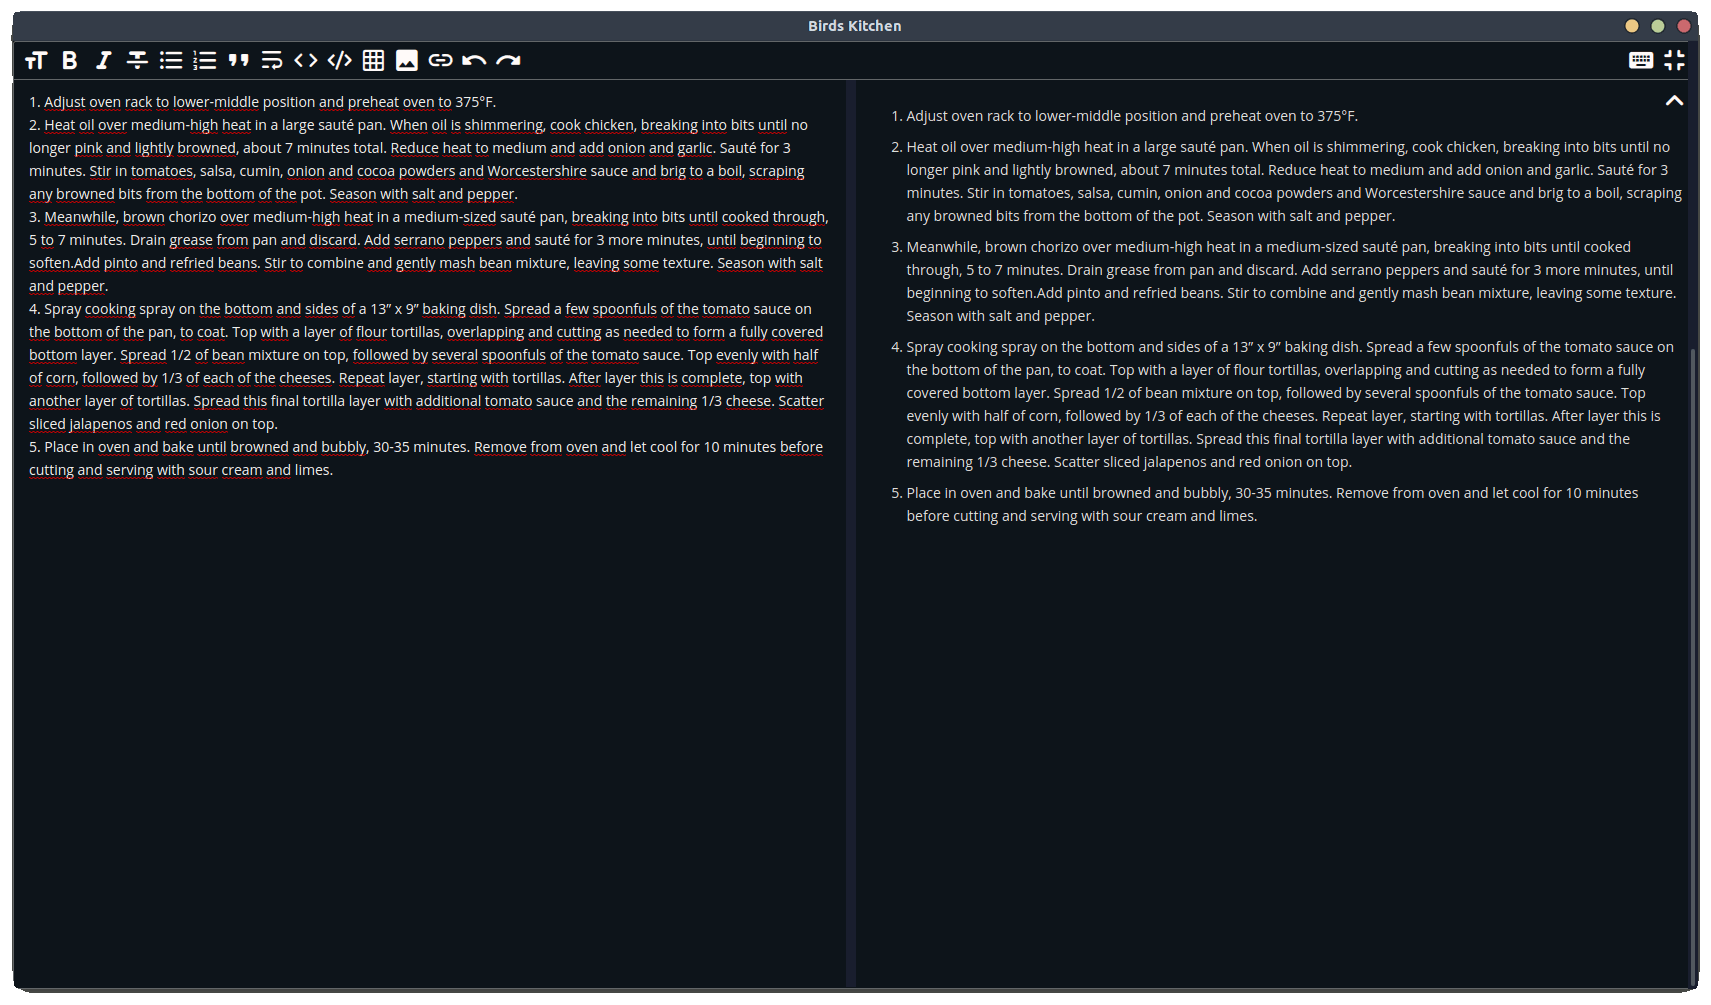 Birds Kitchen
1. Adjust oven rack to lower-middle position and preheat oven to 375°F.
2. Heat oil over medium-high heat in a large sauté pan. When oil is shimmering, cook chicken, breaking into bits until no
longer pink and lightly browned, about 7 minutes total. Reduce heat to medium and add onion and garlic. Sauté for 3
minutes. Stir in tomatoes, salsa, cumin, onion and cocoa powders and Worcestershire sauce and brig to a boil, scraping
any browned bits from the bottom of the pot. Season with salt and pepper.
3. Meanwhile, brown chorizo over medium-high heat in a medium-sized sauté pan, breaking into bits until cooked through,
5 to 7 minutes. Drain grease from pan and discard. Add serrano peppers and sauté for 3 more minutes, until beginning to
soften.Add pinto and refried beans. Stir to combine and gently mash bean mixture, leaving some texture. Season with salt
and pepper.
4. Spray cooking spray on the bottom and sides of a 13” x 9” baking dish. Spread a few spoonfuls of the tomato sauce on
the bottom of the pan, to coat. Top with a layer of flour tortillas, overlapping and cutting as needed to form a fully covered
bottom layer. Spread 1/2 of bean mixture on top, followed by several spoonfuls of the tomato sauce. Top evenly with half
of corn, followed by 1/3 of each of the cheeses. Repeat layer, starting with tortillas. After layer this is complete, top with
another layer of tortillas. Spread this final tortilla layer with additional tomato sauce and the remaining 1/3 cheese. Scatter
sliced jalapenos and red onion on top.
5. Place in oven and bake until browned and bubbly, 30-35 minutes. Remove from oven and let cool for 10 minutes before
cutting and serving with sour cream and limes.
1. Adjust oven rack to lower-middle position and preheat oven to 375°F.
2. Heat oil over medium-high heat in a large sauté pan. When oil is shimmering, cook chicken, breaking into bits until no
longer pink and lightly browned, about 7 minutes total. Reduce heat to medium and add onion and garlic. Sauté for 3
minutes. Stir in tomatoes, salsa, cumin, onion and cocoa powders and Worcestershire sauce and brig to a boil, scraping
any browned bits from the bottom of the pot. Season with salt and pepper.
3. Meanwhile, brown chorizo over medium-high heat in a medium-sized sauté pan, breaking into bits until cooked
through, 5 to 7 minutes. Drain grease from pan and discard. Add serrano peppers and sauté for 3 more minutes, until
beginning to soften.Add pinto and refried beans. Stir to combine and gently mash bean mixture, leaving some texture.
Season with salt and pepper.
4. Spray cooking spray on the bottom and sides of a 13” x 9” baking dish. Spread a few spoonfuls of the tomato sauce on
the bottom of the pan, to coat. Top with a layer of flour tortillas, overlapping and cutting as needed to form a fully
covered bottom layer. Spread 1/2 of bean mixture on top, followed by several spoonfuls of the tomato sauce. Top
evenly with half of corn, followed by 1/3 of each of the cheeses. Repeat layer, starting with tortillas. After layer this is
complete, top with another layer of tortillas. Spread this final tortilla layer with additional tomato sauce and the
remaining 1/3 cheese. Scatter sliced jalapenos and red onion on top.
5. Place in oven and bake until browned and bubbly, 30-35 minutes. Remove from oven and let cool for 10 minutes
before cutting and serving with sour cream and limes.